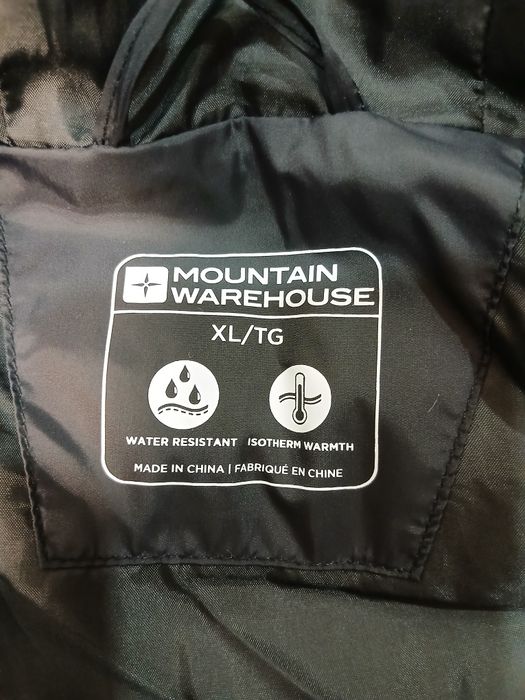 MOUNTAIN
WAREHOUSE
XL/TG
WATER RESISTANT ISOTHERM WARMTH
MADE IN CHINA | FABRIQUÉ EN CHINE